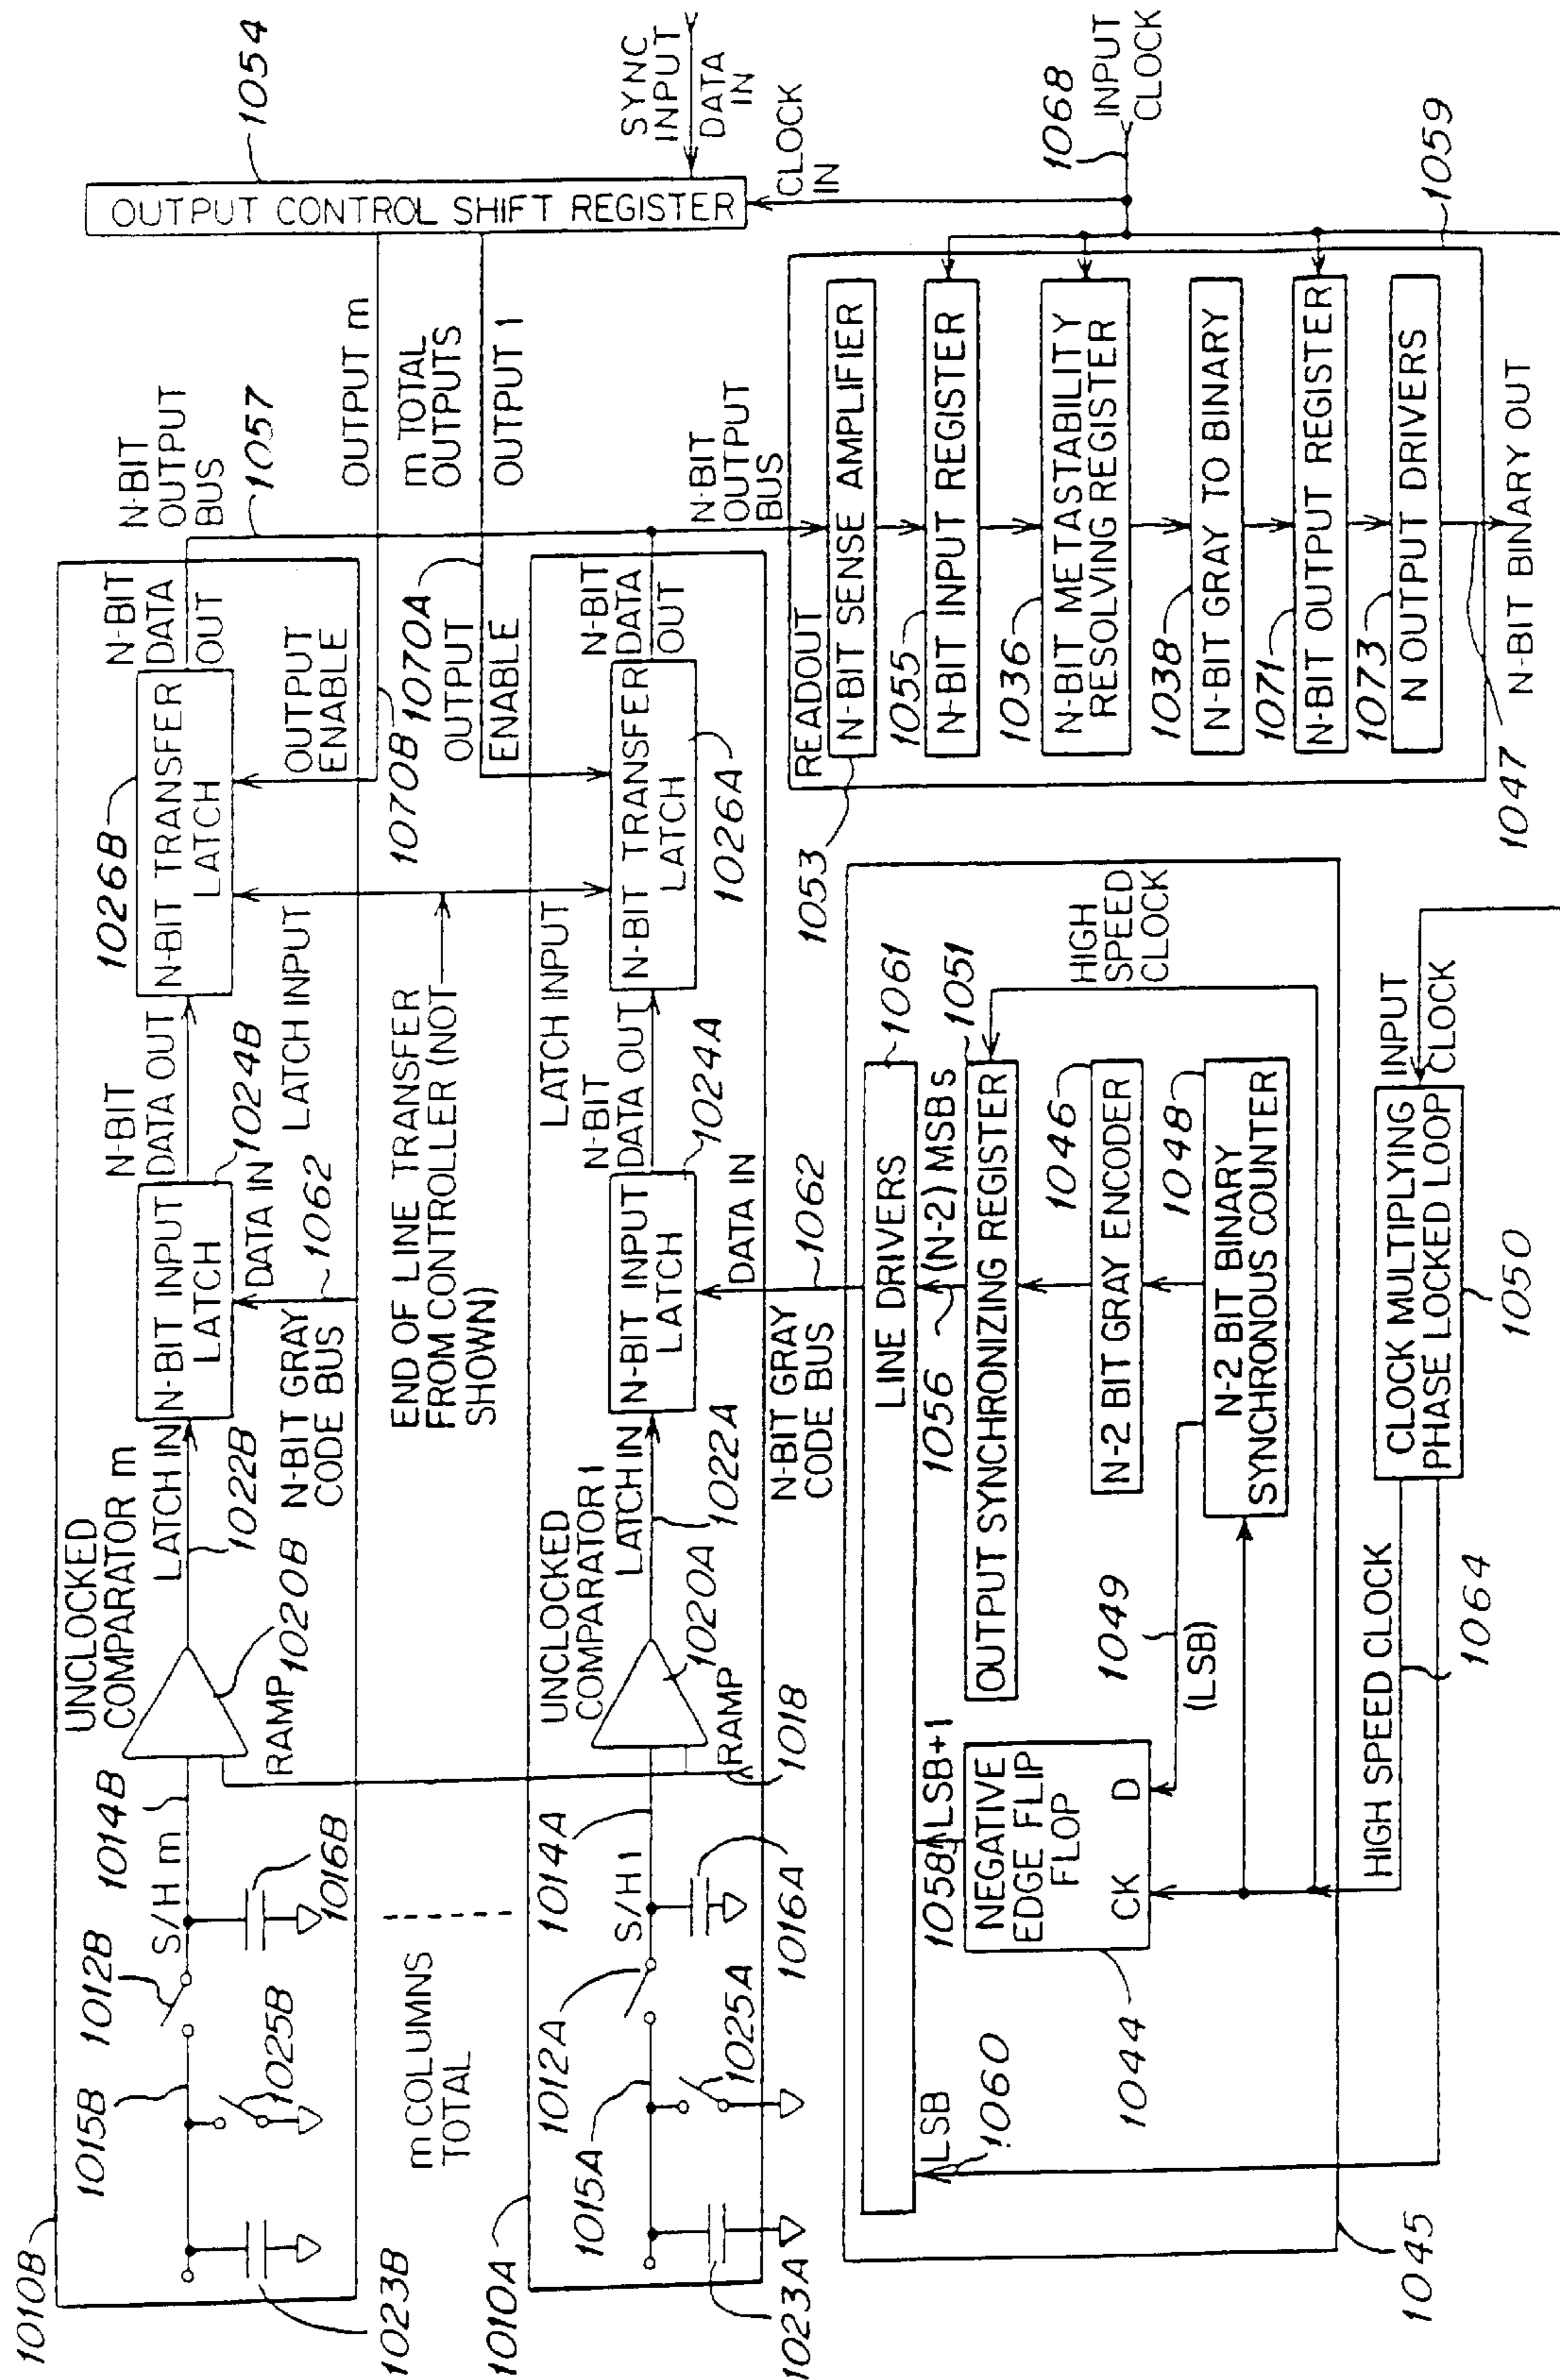 1010B
1015B
1012B
S/H m
1014B
1025B
1016B
1023B
UNCLOCKED
COMPARATOR m
RAMP
1020B
LATCH IN
1022B
N-BIT INPUT
LATCH
N-BIT
DATA OUT
1024B
DATA IN
1062
N-BIT GRAY
CODE BUS
LATCH INPUT
1026B
N-BIT TRANSFER
LATCH
N-BIT
DATA
OUT
OUTPUT
ENABLE
1070B
N-BIT
OUTPUT
BUS
1057
OUTPUT m
m TOTAL
OUTPUTS
OUTPUT 1
1054
OUTPUT CONTROL SHIFT REGISTER
SYNC
INPUT
DATA
IN
CLOCK
IN
m COLUMNS
TOTAL
END OF LINE TRANSFER
FROM CONTROLLER (NOT
SHOWN)
1070A
OUTPUT
ENABLE
1010A
1015A
1012A
S/H 1
1014A
1025A
1016A
1023A
UNCLOCKED
COMPARATOR 1
1020A
RAMP
1018
LATCH IN
1022A
N-BIT INPUT
LATCH
N-BIT
DATA OUT
1024A
DATA IN
1062
N-BIT GRAY
CODE BUS
LATCH INPUT
N-BIT TRANSFER
LATCH
1026A
N-BIT
DATA
OUT
N-BIT
OUTPUT
BUS
1068
INPUT
CLOCK
READOUT
N-BIT SENSE AMPLIFIER
1053
1055
N-BIT INPUT REGISTER
1036
N-BIT METASTABILITY
RESOLVING REGISTER
1038
N-BIT GRAY TO BINARY
1071
N-BIT OUTPUT REGISTER
1073
N OUTPUT DRIVERS
1059
1047
N-BIT BINARY OUT
LINE DRIVERS
1061
LSB
1060
1058
LSB+1
1056
(N-2) MSBs
1051
NEGATIVE
EDGE FLIP
FLOP
CK
D
1044
OUTPUT SYNCHRONIZING REGISTER
HIGH
SPEED
CLOCK
1046
N-2 BIT GRAY ENCODER
1049
(LSB)
1048
N-2 BIT BINARY
SYNCHRONOUS COUNTER
1045
HIGH SPEED CLOCK
1064
CLOCK MULTIPLYING
PHASE LOCKED LOOP
INPUT
CLOCK
1050